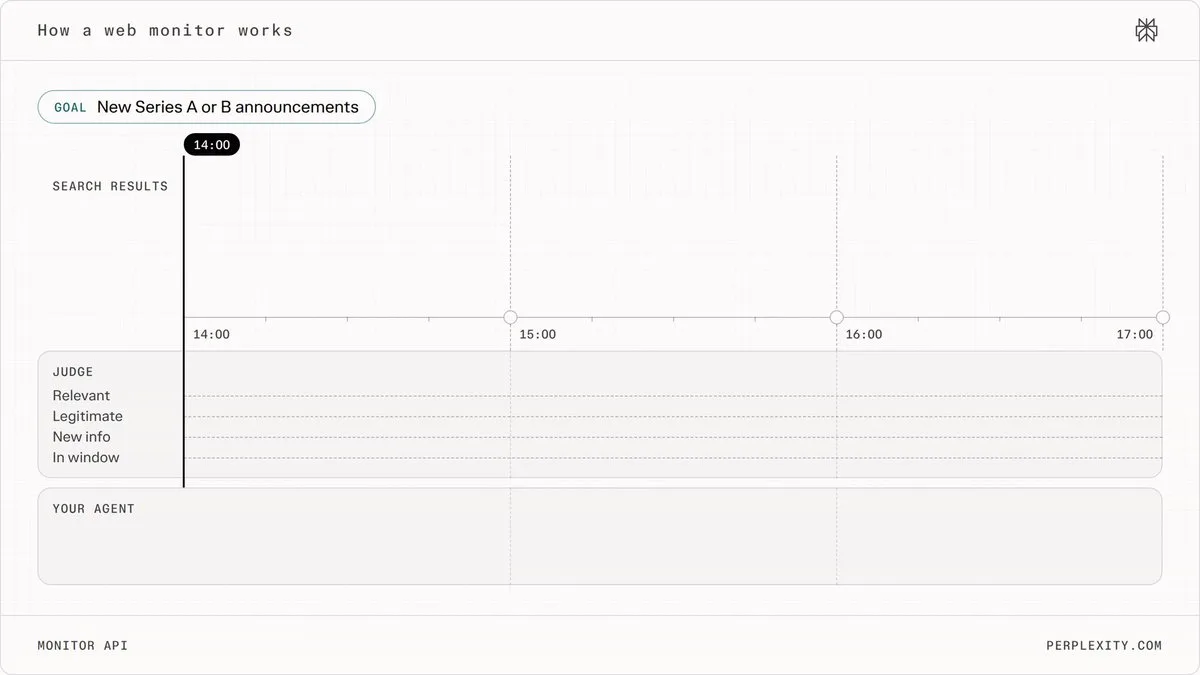 How a web monitor works
GOAL New Series A or B announcements
14:00
SEARCH RESULTS
14:00 15:00 16:00 17:00
JUDGE
Relevant
Legitimate
New info
In window
YOUR AGENT
MONITOR API PERPLEXITY.COM